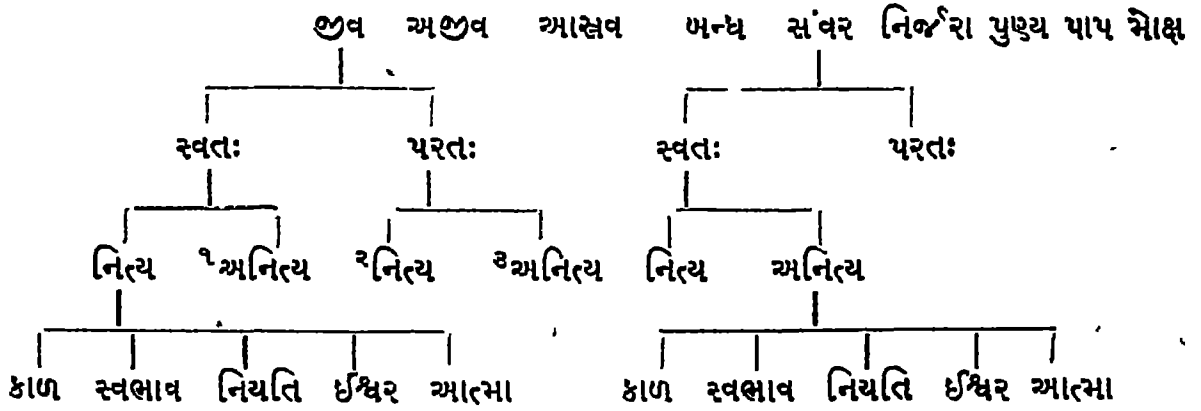 જીવ અજીવ આસ્રવ બન્ધ સંવર નિર્જરા પુણ્ય પાપ મોક્ષ
સ્વતઃ પરતઃ સ્વતઃ પરતઃ
નિત્ય ૧અનિત્ય ૨નિત્ય ૩અનિત્ય નિત્ય અનિત્ય
કાળ સ્વભાવ નિયતિ ઈશ્વર આત્મા કાળ સ્વભાવ નિયતિ ઈશ્વર આત્મા